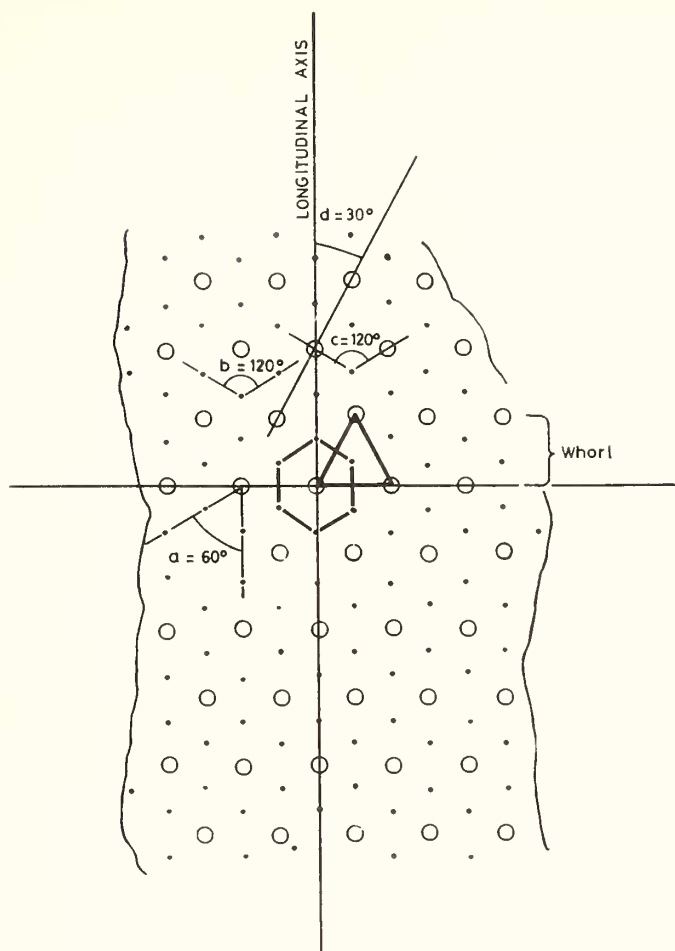 LONGITUDINAL AXIS
d = 30°
c = 120°
b = 120°
Whorl
a = 60°